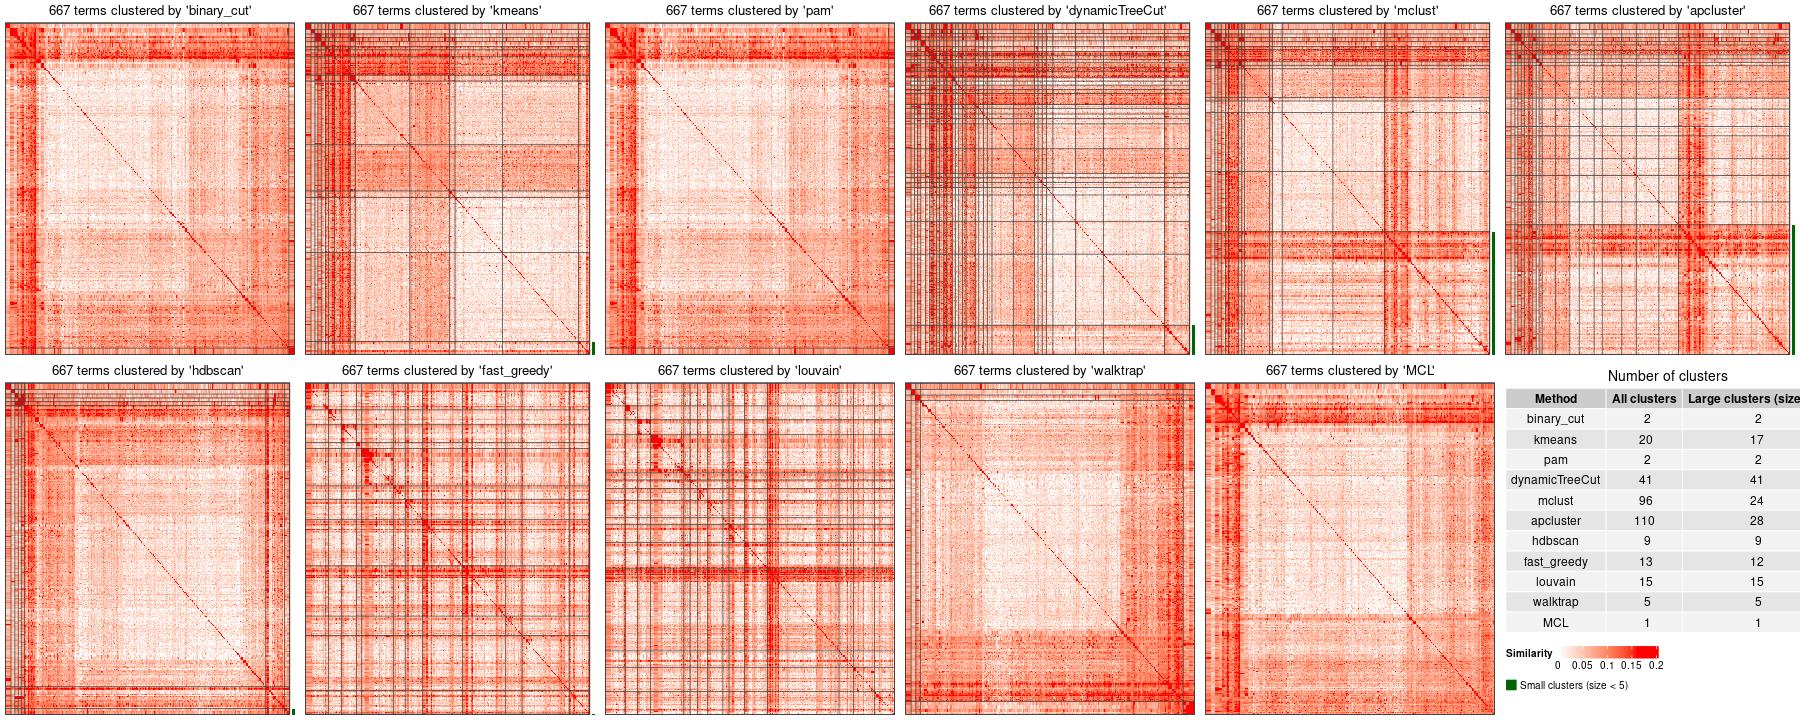 667 terms clustered by 'binary_cut'
667 terms clustered by 'kmeans'
667 terms clustered by 'pam'
667 terms clustered by 'dynamicTreeCut'
667 terms clustered by 'mclust'
667 terms clustered by 'apcluster'
667 terms clustered by 'hdbscan'
667 terms clustered by 'fast_greedy'
667 terms clustered by 'louvain'
667 terms clustered by 'walktrap'
667 terms clustered by 'MCL'
Number of clusters
Method All clusters Large clusters (size
binary_cut 2 2
kmeans 20 17
pam 2 2
dynamicTreeCut 41 41
mclust 96 24
apcluster 110 28
hdbscan 9 9
fast_greedy 13 12
louvain 15 15
walktrap 5 5
MCL 1 1
Similarity
0 0.05 0.1 0.15 0.2
Small clusters (size < 5)